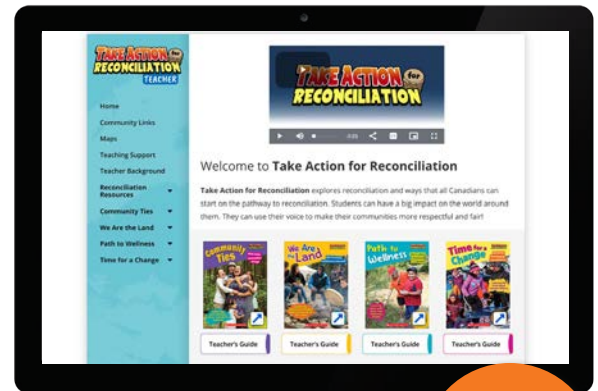 TAKE ACTION for
RECONCILIATION
TEACHER
Home
Community Links
Maps
Teaching Support
Teacher Background
Reconciliation
Resources
Community Ties
We Are the Land
Path to Wellness
Time for a Change
TAKE ACTION for
RECONCILIATION
Welcome to Take Action for Reconciliation
Take Action for Reconciliation explores reconciliation and ways that all Canadians can
start on the pathway to reconciliation. Students can have a big impact on the world around
them. They can use their voice to make their communities more respectful and fair!
Community
Ties
We Are
the Land
Path to
Wellness
Time for a
Change
Teacher's Guide
Teacher's Guide
Teacher's Guide
Teacher's Guide